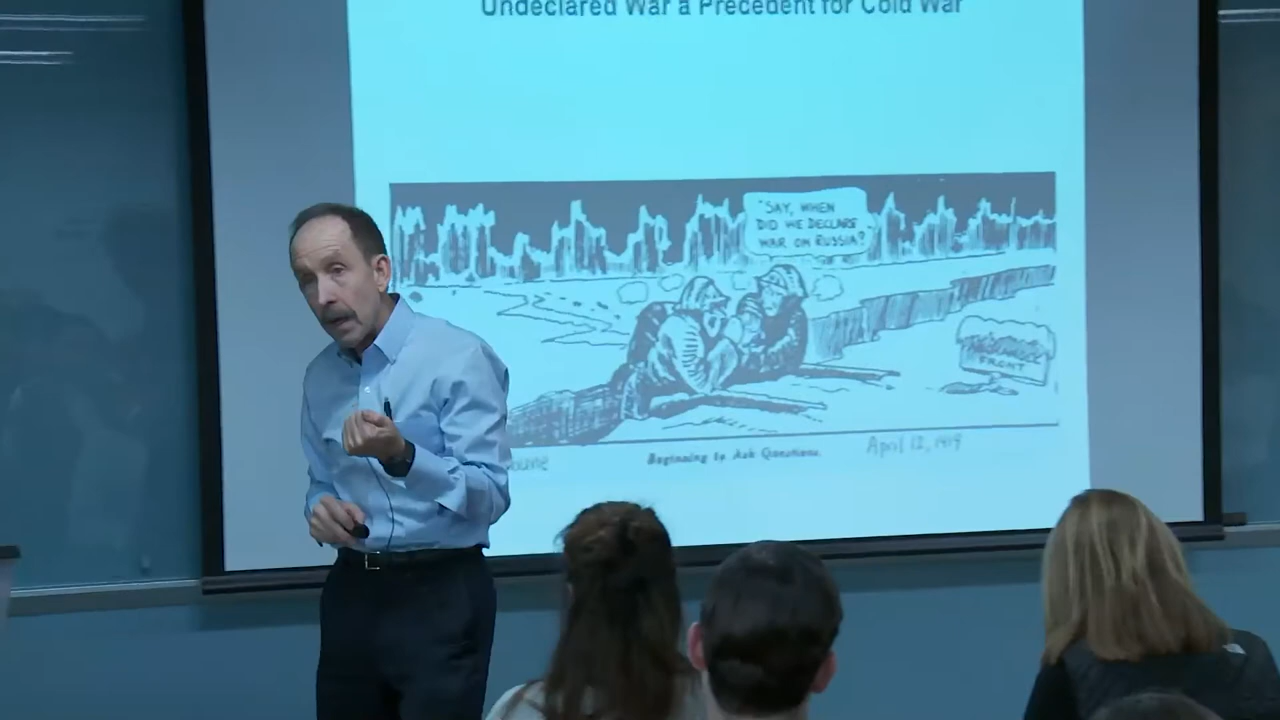 Undeclared War a Precedent for Cold War
"SAY, WHEN
DID WE DECLARE
WAR ON RUSSIA?
FRONT
Beginning to Ask Questions.
April 12, 1919